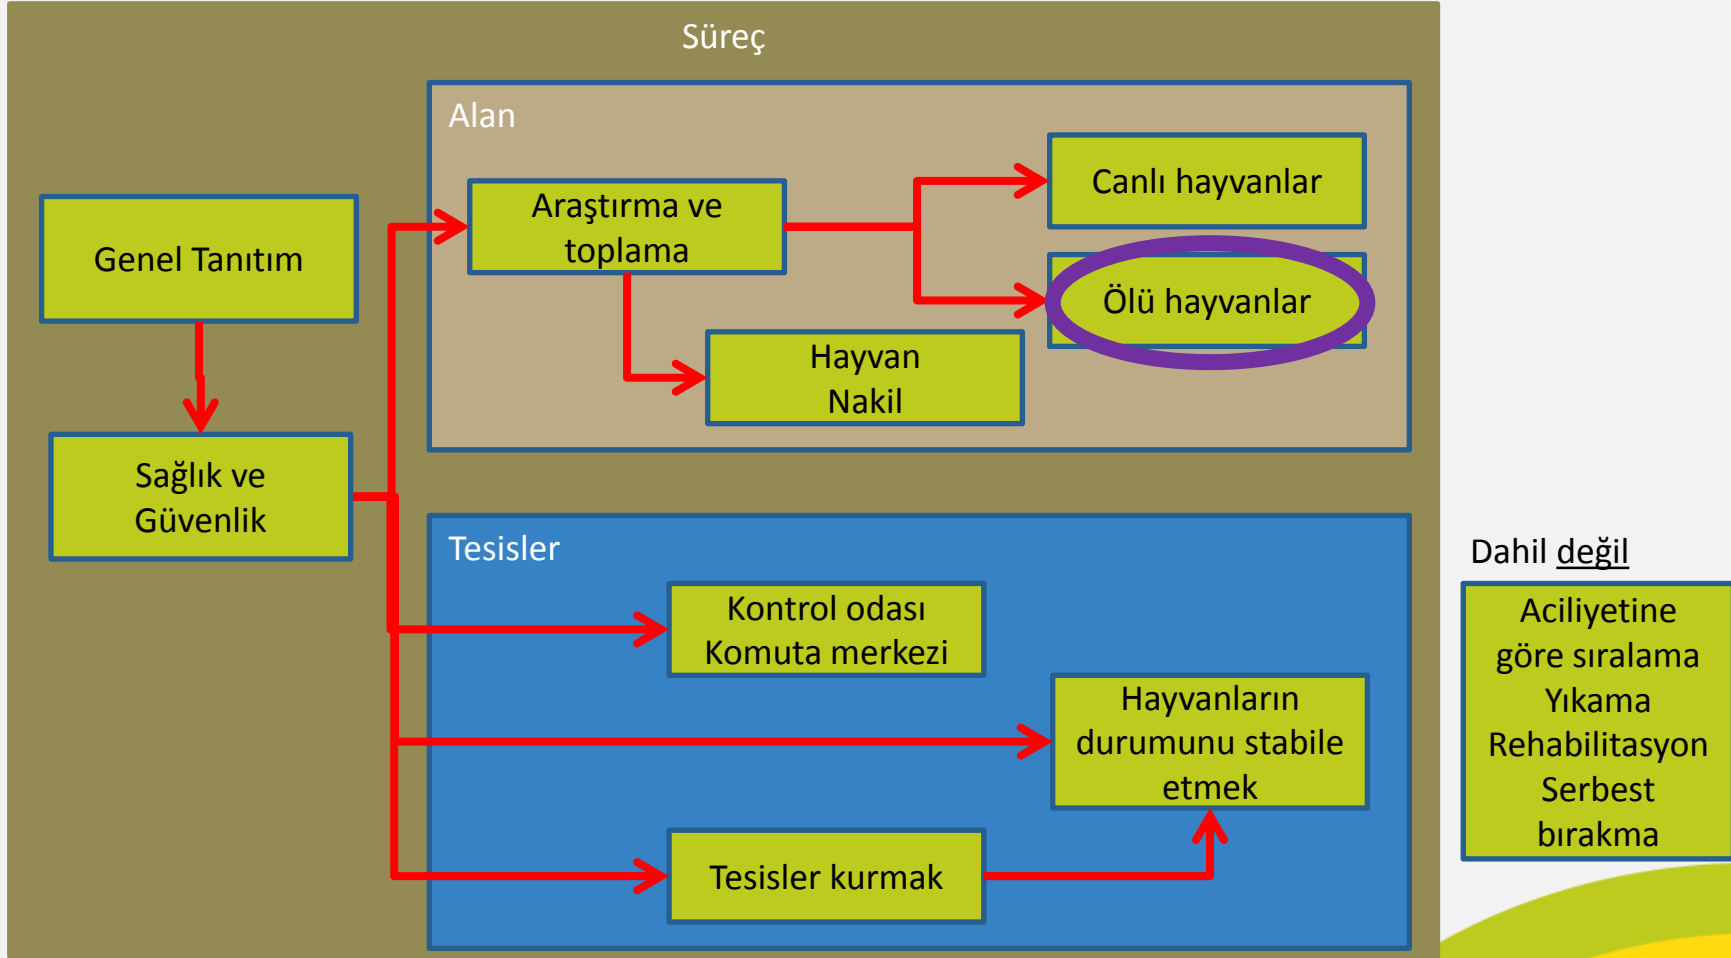 Süreç
Alan
Genel Tanıtım
Sağlık ve
Güvenlik
Araştırma ve
toplama
Canlı hayvanlar
Ölü hayvanlar
Hayvan
Nakil
Tesisler
Kontrol odası
Komuta merkezi
Hayvanların
durumunu stabile
etmek
Tesisler kurmak
Dahil değil
Aciliyetine
göre sıralama
Yıkama
Rehabilitasyon
Serbest
bırakma